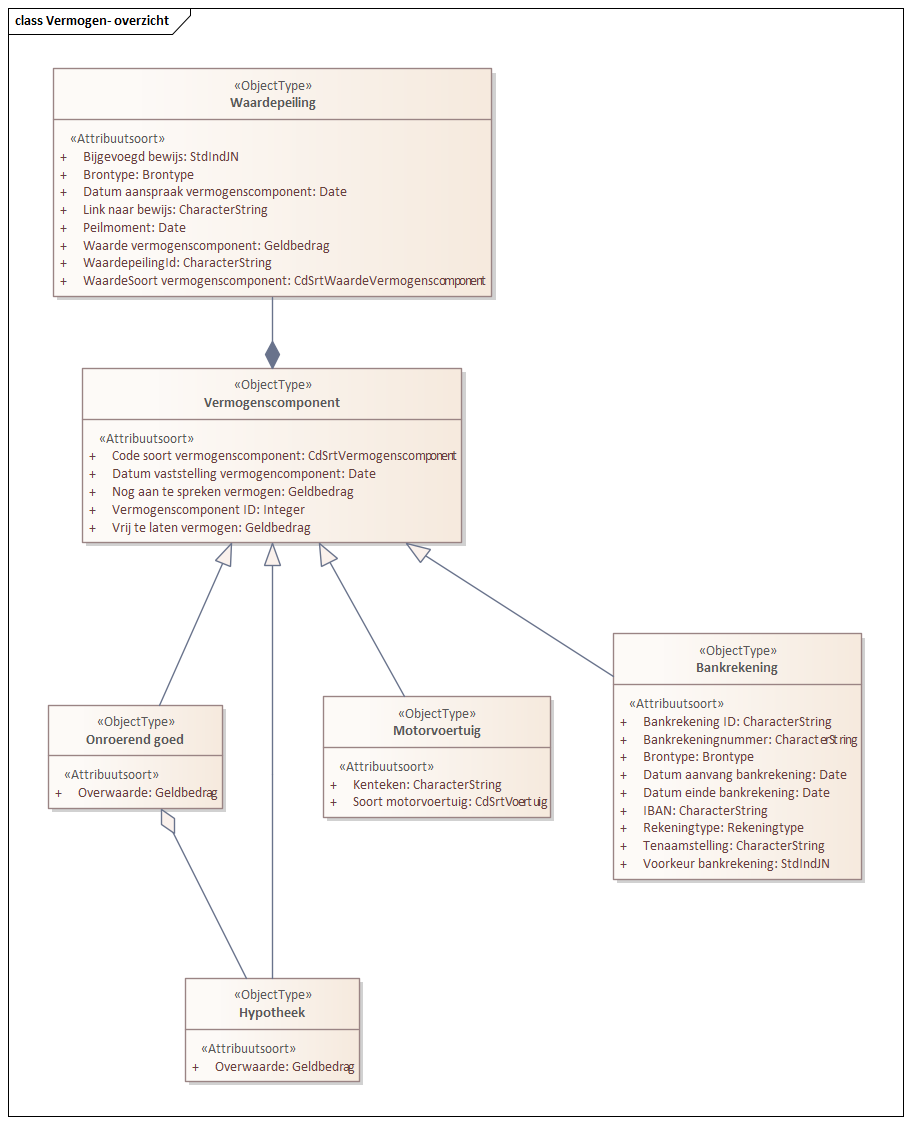 class Vermogen- overzicht
«ObjectType»
Waardepeiling
«Attribuutsoort»
+ Bijgevoegd bewijs: StdIndJN
+ Brontype: Brontype
+ Datum aanspraak vermogenscomponent: Date
+ Link naar bewijs: CharacterString
+ Peilmoment: Date
+ Waarde vermogenscomponent: Geldbedrag
+ WaardepeilingId: CharacterString
+ WaardeSoort vermogenscomponent: CdSrtWaardeVermogenscomponent
«ObjectType»
Vermogenscomponent
«Attribuutsoort»
+ Code soort vermogenscomponent: CdSrtVermogenscomponent
+ Datum vaststelling vermogencomponent: Date
+ Nog aan te spreken vermogen: Geldbedrag
+ Vermogenscomponent ID: Integer
+ Vrij te laten vermogen: Geldbedrag
«ObjectType»
Onroerend goed
«Attribuutsoort»
+ Overwaarde: Geldbedrag
«ObjectType»
Motorvoertuig
«Attribuutsoort»
+ Kenteken: CharacterString
+ Soort motorvoertuig: CdSrtVoertuig
«ObjectType»
Bankrekening
«Attribuutsoort»
+ Bankrekening ID: CharacterString
+ Bankrekeningnummer: CharacterString
+ Brontype: Brontype
+ Datum aanvang bankrekening: Date
+ Datum einde bankrekening: Date
+ IBAN: CharacterString
+ Rekeningtype: Rekeningtype
+ Tenaamstelling: CharacterString
+ Voorkeur bankrekening: StdIndJN
«ObjectType»
Hypotheek
«Attribuutsoort»
+ Overwaarde: Geldbedrag